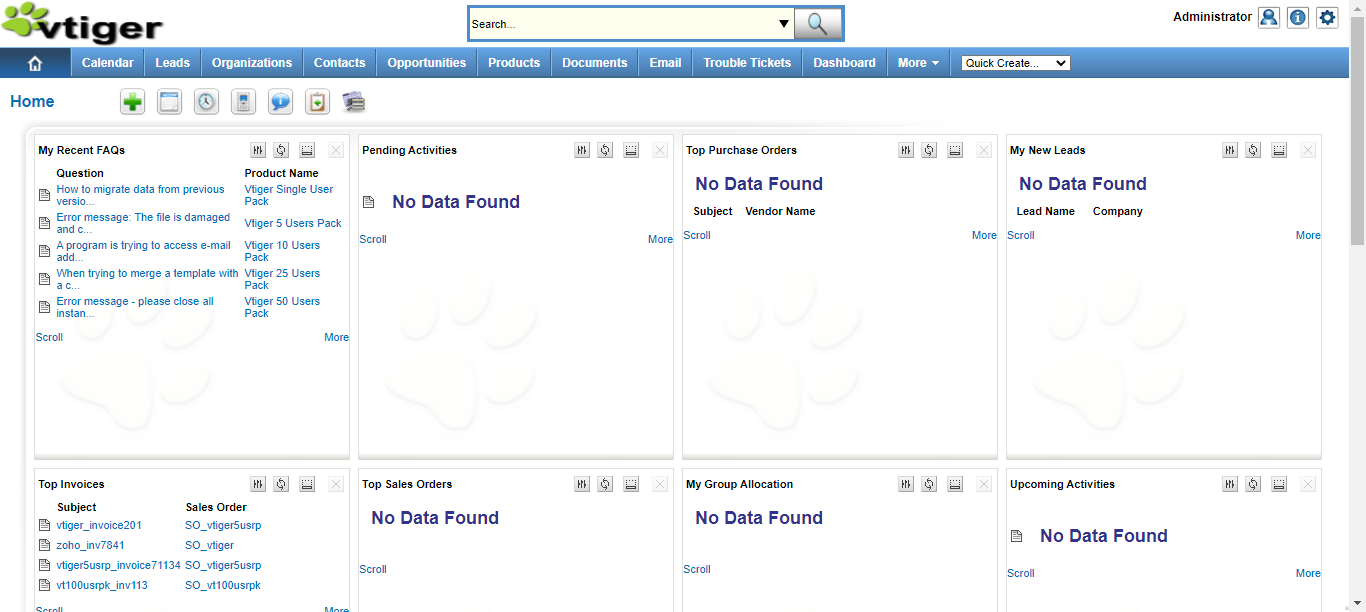 vtiger
Search...
Administrator
Calendar Leads Organizations Contacts Opportunities Products Documents Email Trouble Tickets Dashboard More Quick Create...
Home
My Recent FAQs
Question Product Name
How to migrate data from previous versio... Vtiger Single User Pack
Error message: The file is damaged and c... Vtiger 5 Users Pack
A program is trying to access e-mail add... Vtiger 10 Users Pack
When trying to merge a template with a c... Vtiger 25 Users Pack
Error message - please close all instan... Vtiger 50 Users Pack
Scroll More
Pending Activities
No Data Found
Scroll More
Top Purchase Orders
No Data Found
Subject Vendor Name
Scroll More
My New Leads
No Data Found
Lead Name Company
Scroll More
Top Invoices
Subject Sales Order
vtiger_invoice201 SO_vtiger5usrp
zoho_inv7841 SO_vtiger
vtiger5usrp_invoice71134 SO_vtiger5usrp
vt100usrpk_inv113 SO_vt100usrpk
Scroll More
Top Sales Orders
No Data Found
Scroll
My Group Allocation
No Data Found
Scroll
Upcoming Activities
No Data Found
Scroll More